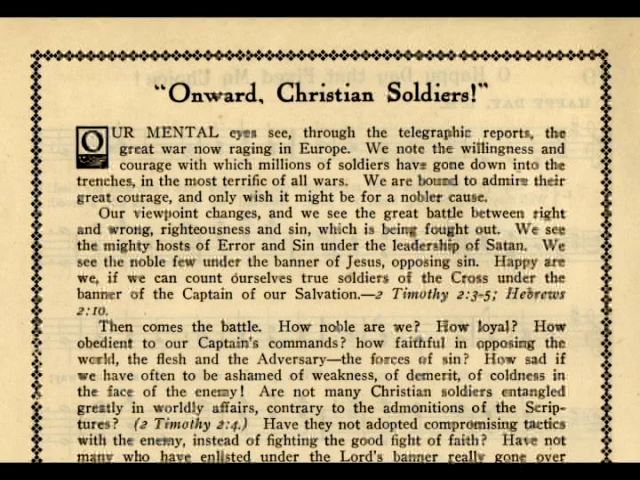 "Onward, Christian Soldiers!"
OUR MENTAL eyes see, through the telegraphic reports, the
great war now raging in Europe. We note the willingness and
courage with which millions of soldiers have gone down into the
trenches, in the most terrific of all wars. We are bound to admire their
great courage, and only wish it might be for a nobler cause.
Our viewpoint changes, and we see the great battle between right
and wrong, righteousness and sin, which is being fought out. We see
the mighty hosts of Error and Sin under the leadership of Satan. We
see the noble few under the banner of Jesus, opposing sin. Happy are
we, if we can count ourselves true soldiers of the Cross under the
banner of the Captain of our Salvation.—2 Timothy 2:3-5; Hebrews
2:10.
Then comes the battle. How noble are we? How loyal? How
obedient to our Captain's commands? how faithful in opposing the
world, the flesh and the Adversary—the forces of sin? How sad if
we have often to be ashamed of weakness, of demerit, of coldness in
the face of the enemy! Are not many Christian soldiers entangled
greatly in worldly affairs, contrary to the admonitions of the Scrip-
tures? (2 Timothy 2:4.) Have they not adopted compromising tactics
with the enemy, instead of fighting the good fight of faith? Have not
many who have enlisted under the Lord's banner really gone over